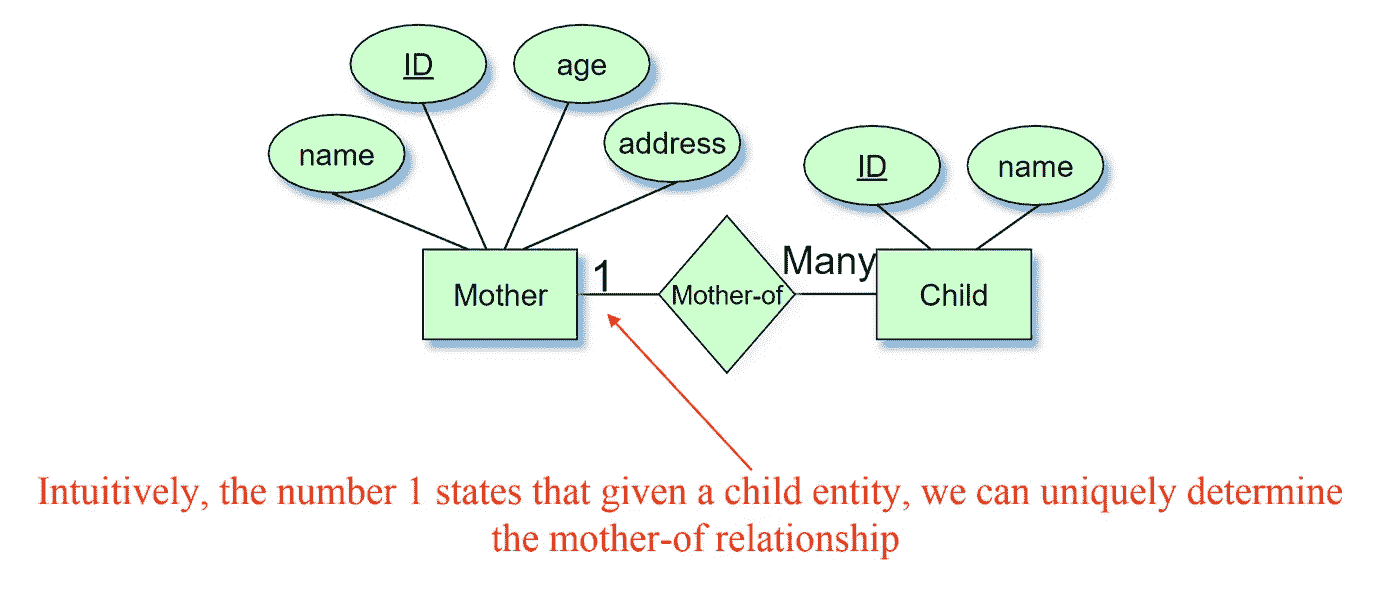 ID
age
name
address
ID
name
Mother
1
Mother-of
Many
Child
Intuitively, the number 1 states that given a child entity, we can uniquely determine
the mother-of relationship